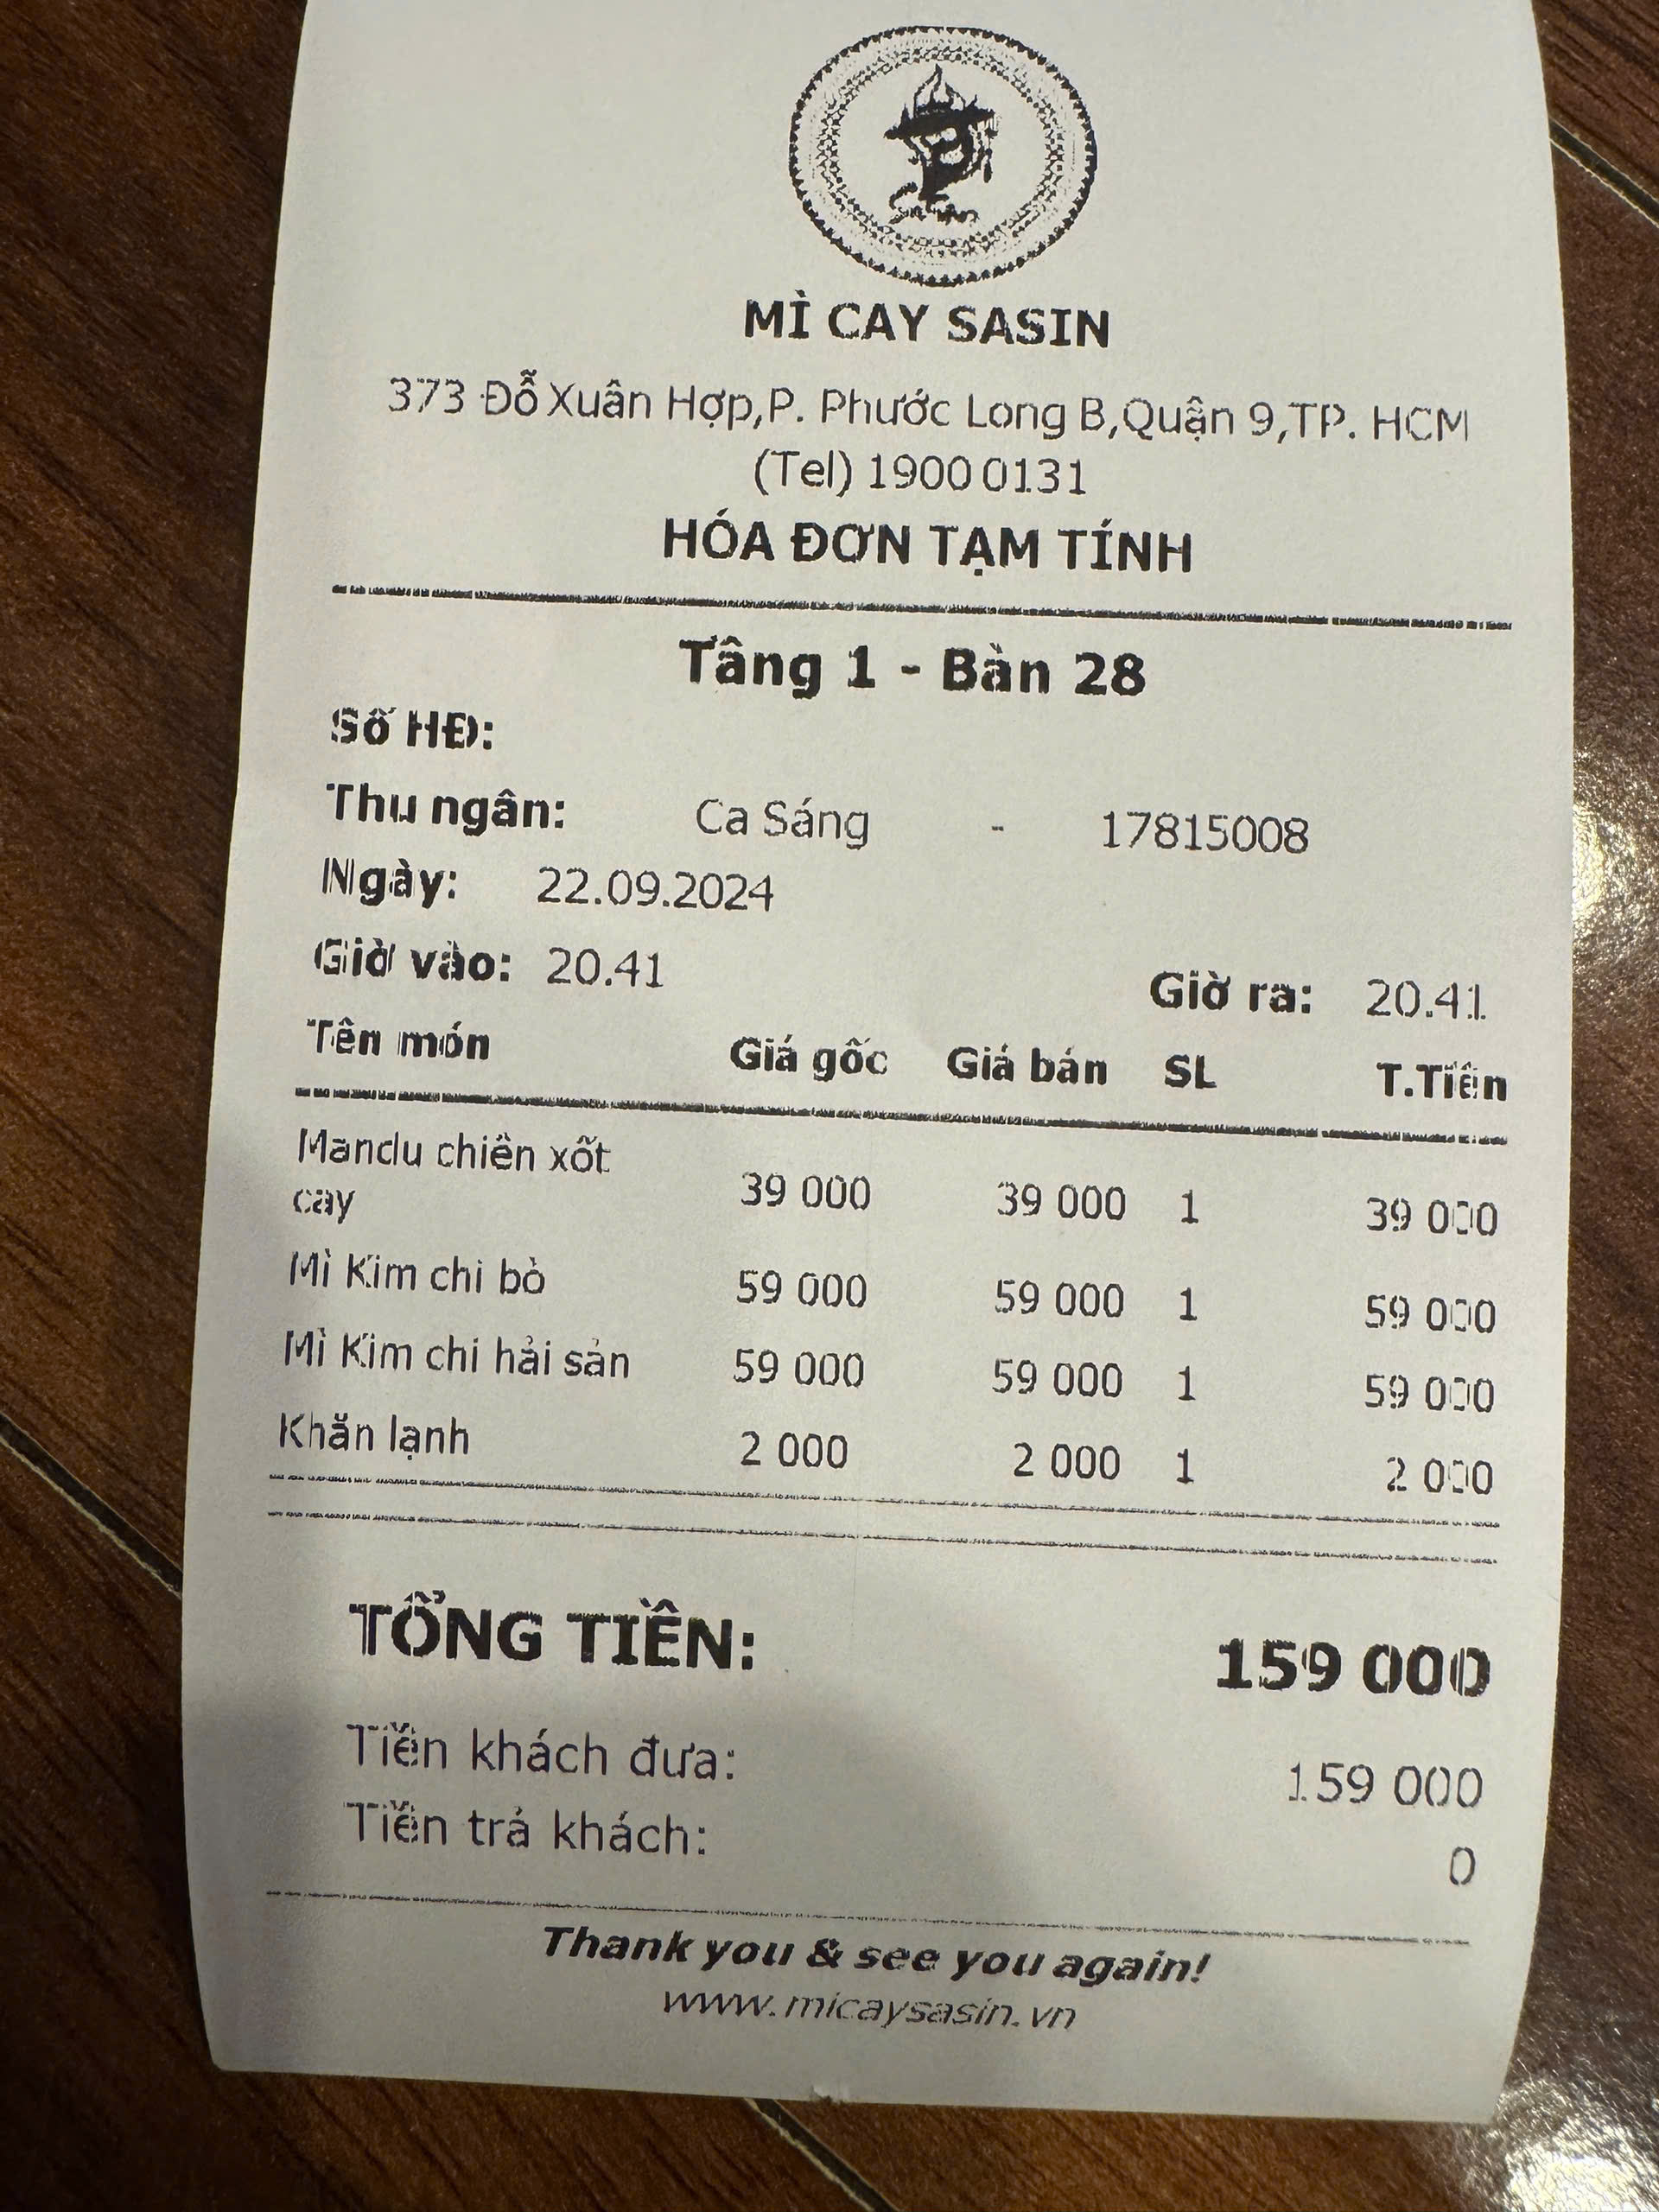 Sasin
MÌ CAY SASIN
373 Đỗ Xuân Hợp,P. Phước Long B,Quận 9,TP. HCM
(Tel) 1900 0131
HÓA ĐƠN TẠM TÍNH
Tầng 1 - Bàn 28
Số HĐ:
Thu ngân: Ca Sáng - 17815008
Ngày: 22.09.2024
Giờ vào: 20.41 Giờ ra: 20.41
Tên món Giá gốc Giá bán SL T.Tiền
Mandu chiên xốt
cay 39 000 39 000 1 39 000
Mì Kim chi bò 59 000 59 000 1 59 000
Mì Kim chi hải sản 59 000 59 000 1 59 000
Khăn lạnh 2 000 2 000 1 2 000
TỔNG TIỀN: 159 000
Tiền khách đưa: 159 000
Tiền trả khách: 0
Thank you & see you again!
www.micaysasin.vn